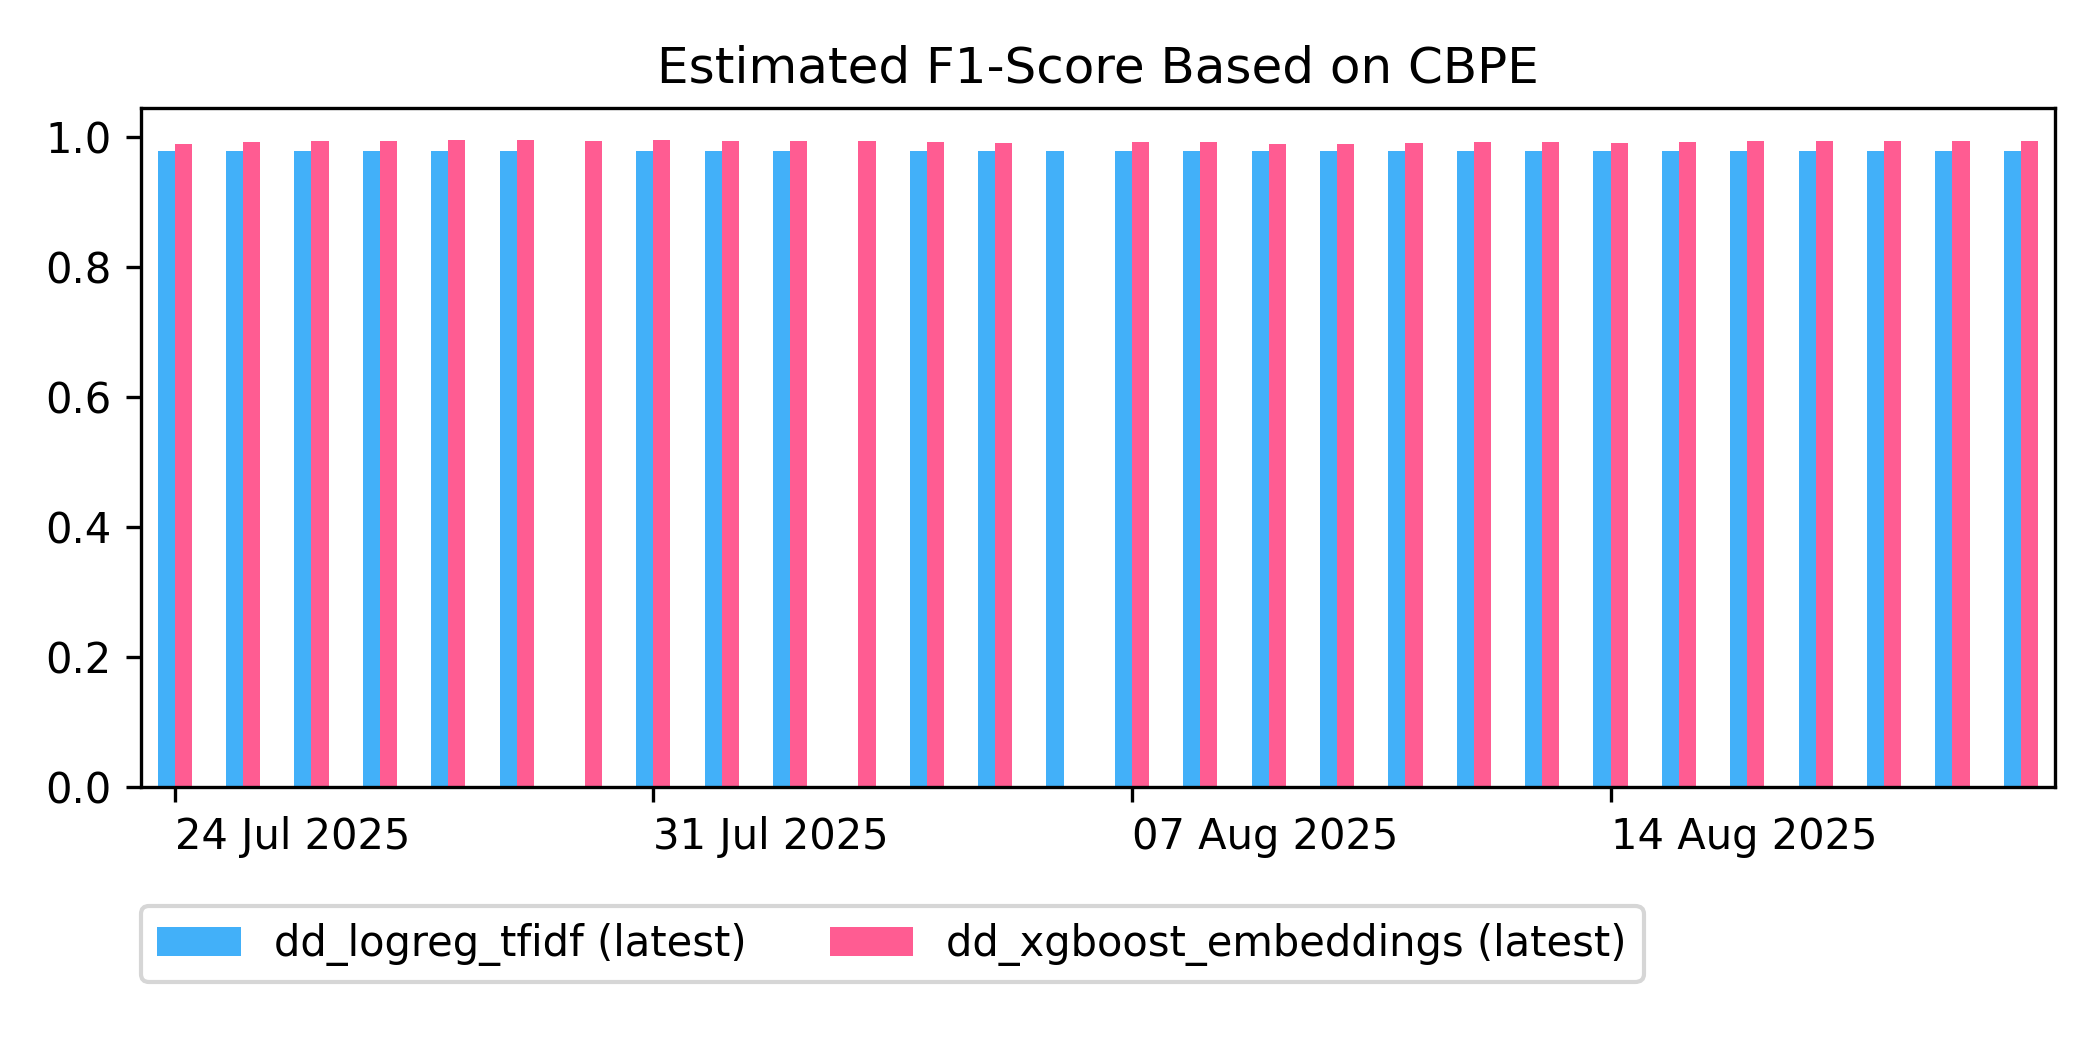 Estimated F1-Score Based on CBPE
1.0
0.8
0.6
0.4
0.2
0.0
24 Jul 2025 31 Jul 2025 07 Aug 2025 14 Aug 2025
dd_logreg_tfidf (latest) dd_xgboost_embeddings (latest)